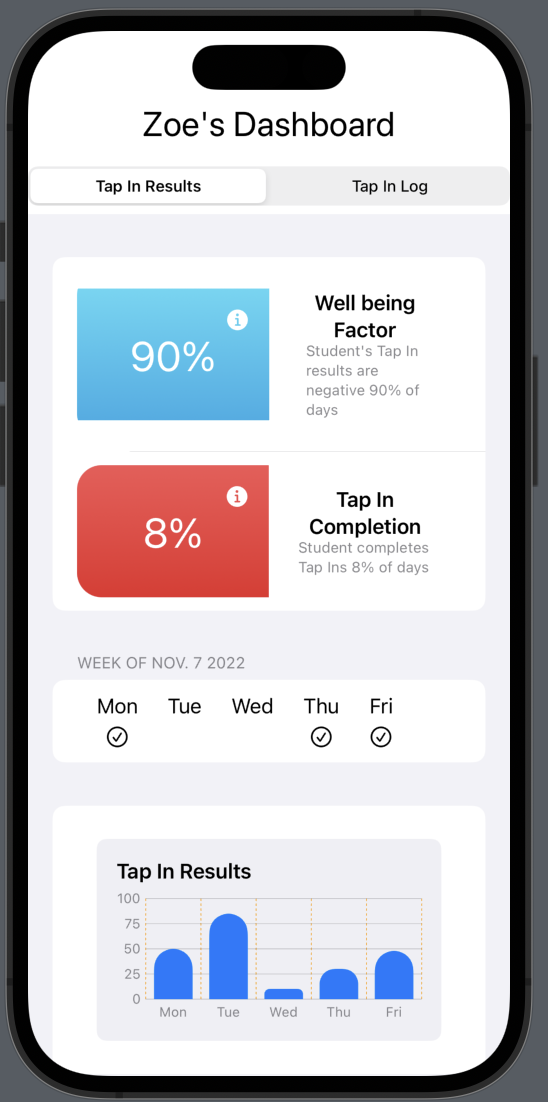 Zoe's Dashboard
Tap In Results
Tap In Log
90%
i
Well being
Factor
Student's Tap In
results are
negative 90% of
days
8%
i
Tap In
Completion
Student completes
Tap Ins 8% of days
WEEK OF NOV. 7 2022
Mon Tue Wed Thu Fri
Tap In Results
100
75
50
25
0
Mon Tue Wed Thu Fri